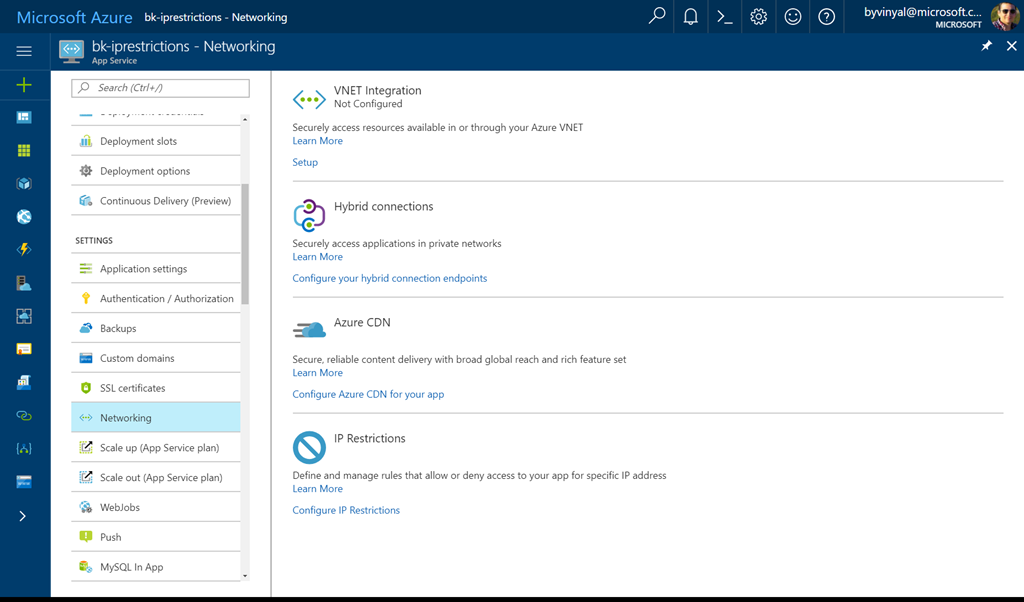 Microsoft Azure bk-iprestrictions - Networking
byvinyal@microsoft.c...
MICROSOFT
bk-iprestrictions - Networking
App Service
Search (Ctrl+/)
Deployment credentials
Deployment slots
Deployment options
Continuous Delivery (Preview)
SETTINGS
Application settings
Authentication / Authorization
Backups
Custom domains
SSL certificates
Networking
Scale up (App Service plan)
Scale out (App Service plan)
WebJobs
Push
MySQL In App
VNET Integration
Not Configured
Securely access resources available in or through your Azure VNET
Learn More
Setup
Hybrid connections
Securely access applications in private networks
Learn More
Configure your hybrid connection endpoints
Azure CDN
Secure, reliable content delivery with broad global reach and rich feature set
Learn More
Configure Azure CDN for your app
IP Restrictions
Define and manage rules that allow or deny access to your app for specific IP address
Learn More
Configure IP Restrictions